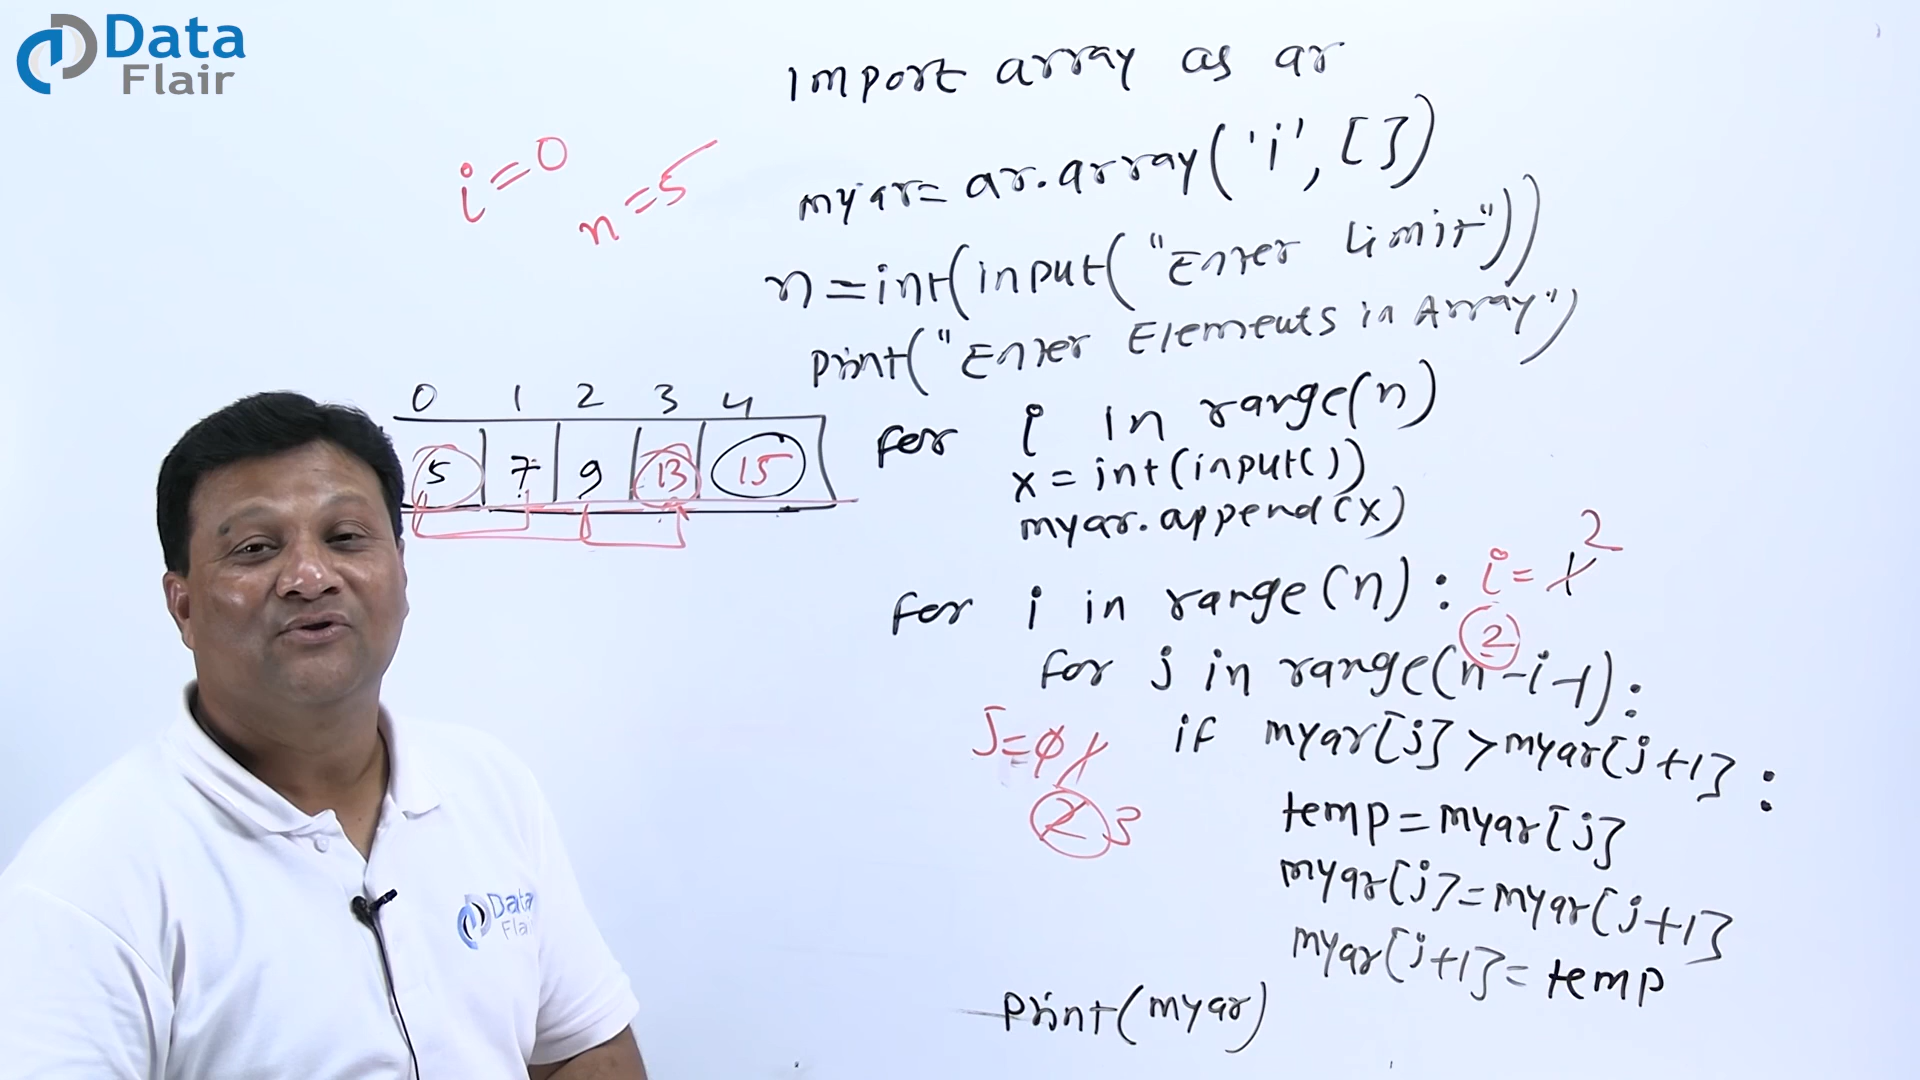 Data
Flair
import array as ar
i=0
n=5
myar= ar.array('i', [])
n=int(input("Enter Limit"))
print("Enter Elements in Array")
0 1 2 3 4
5 7 9 13 15
for i in range(n)
x=int(input())
myar.append(x)
for i in range(n):
i= 1 2
2
for j in range(n-i-1):
J=0 1
2 3
if myar[j]>myar[j+1]:
temp=myar[j]
myar[j]=myar[j+1]
myar[j+1]=temp
print(myar)
Data
Fla